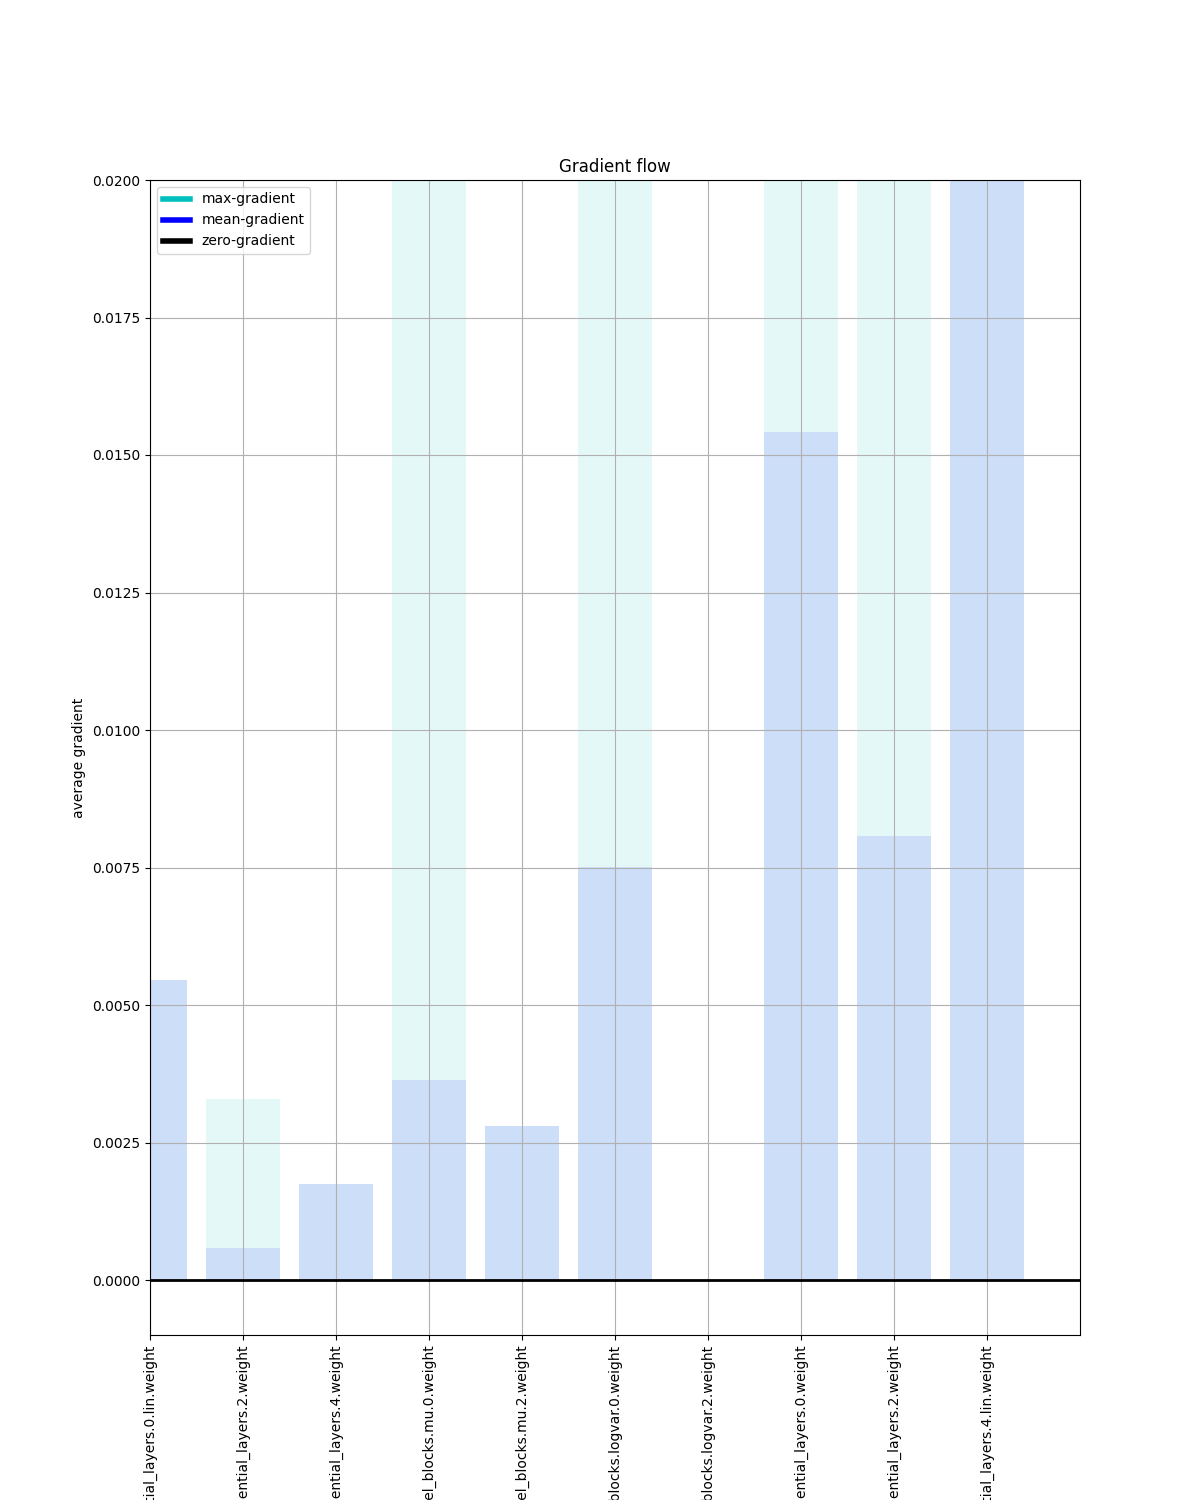 Gradient flow
max-gradient
mean-gradient
zero-gradient
0.0200
0.0175
0.0150
0.0125
0.0100
0.0075
0.0050
0.0025
0.0000
average gradient
tial_layers.0.lin.weight
ential_layers.2.weight
ential_layers.4.weight
el_blocks.mu.0.weight
el_blocks.mu.2.weight
blocks.logvar.0.weight
blocks.logvar.2.weight
ential_layers.0.weight
ential_layers.2.weight
tial_layers.4.lin.weight